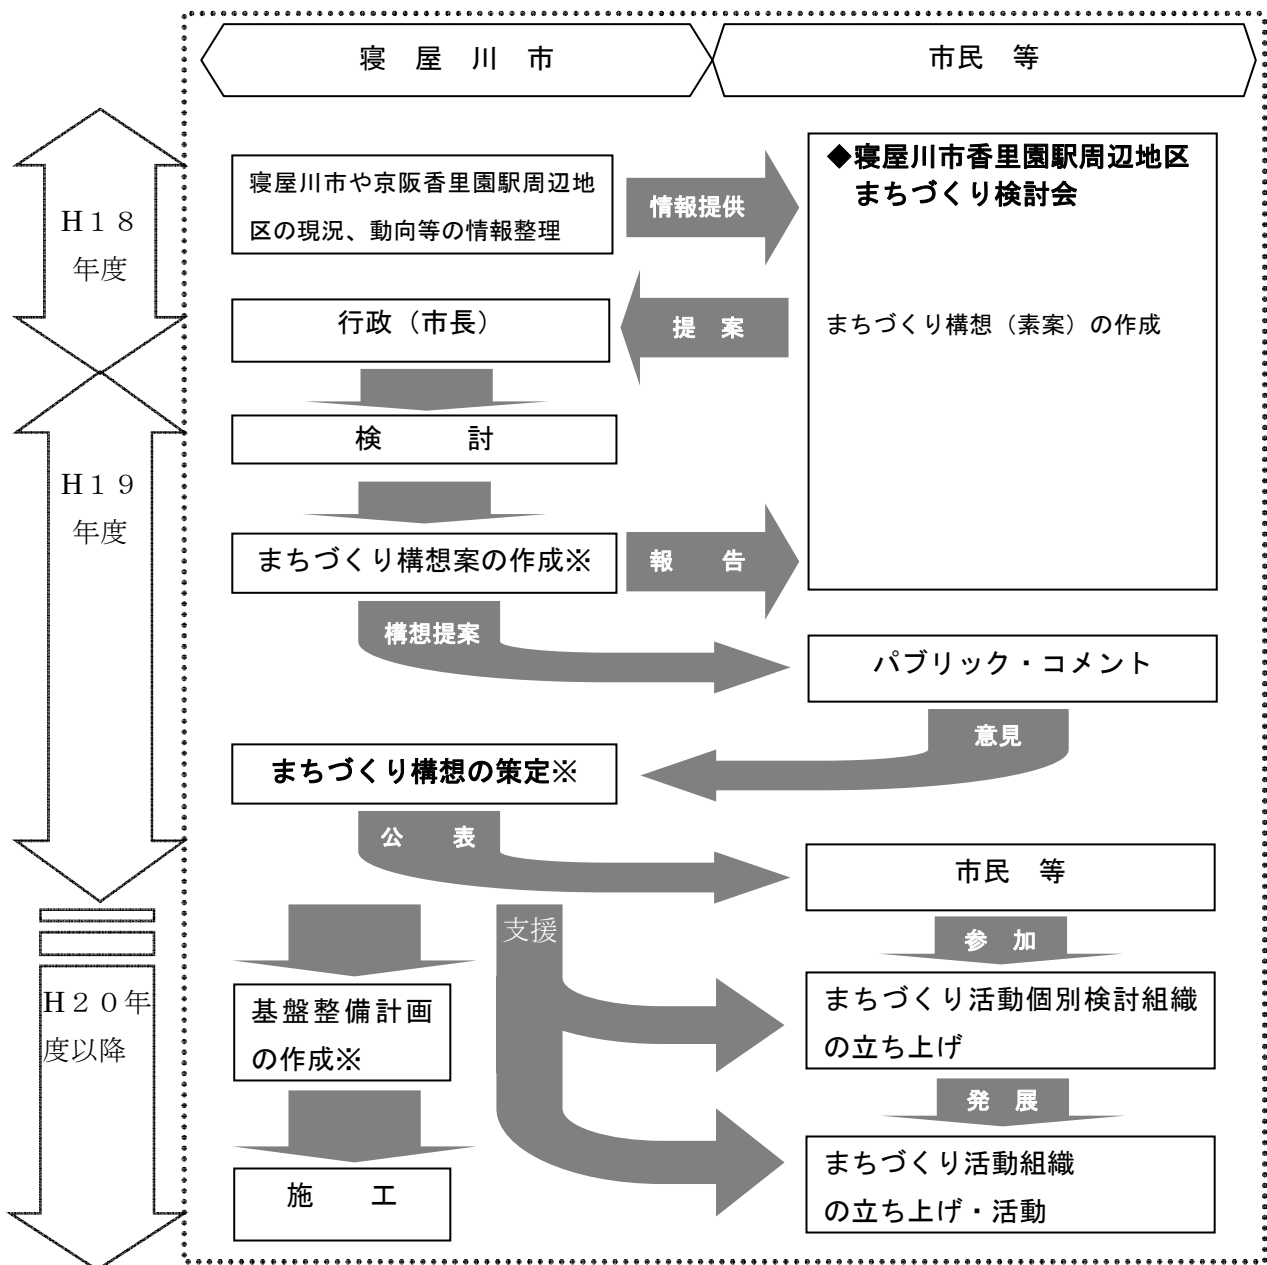 寝　屋　川　市
市民　等
H１８
年度
寝屋川市や京阪香里園駅周辺地
区の現況、動向等の情報整理
情報提供
◆寝屋川市香里園駅周辺地区
まちづくり検討会
行政（市長）
提　案
まちづくり構想（素案）の作成
検　　　討
H１９
年度
まちづくり構想案の作成※
報　　告
構想提案
パブリック・コメント
意見
まちづくり構想の策定※
公　　表
市民　等
支援
参　加
H２０年
度以降
基盤整備計画
の作成※
まちづくり活動個別検討組織
の立ち上げ
発　展
施　　工
まちづくり活動組織
の立ち上げ・活動